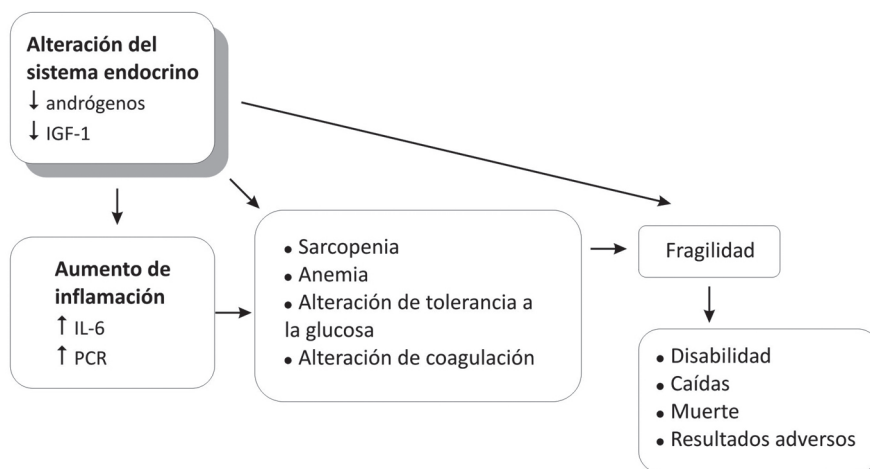 Alteración del
sistema endocrino
↓ andrógenos
↓ IGF-1
Aumento de
inflamación
↑ IL-6
↑ PCR
• Sarcopenia
• Anemia
• Alteración de tolerancia a
la glucosa
• Alteración de coagulación
Fragilidad
• Disabilidad
• Caídas
• Muerte
• Resultados adversos